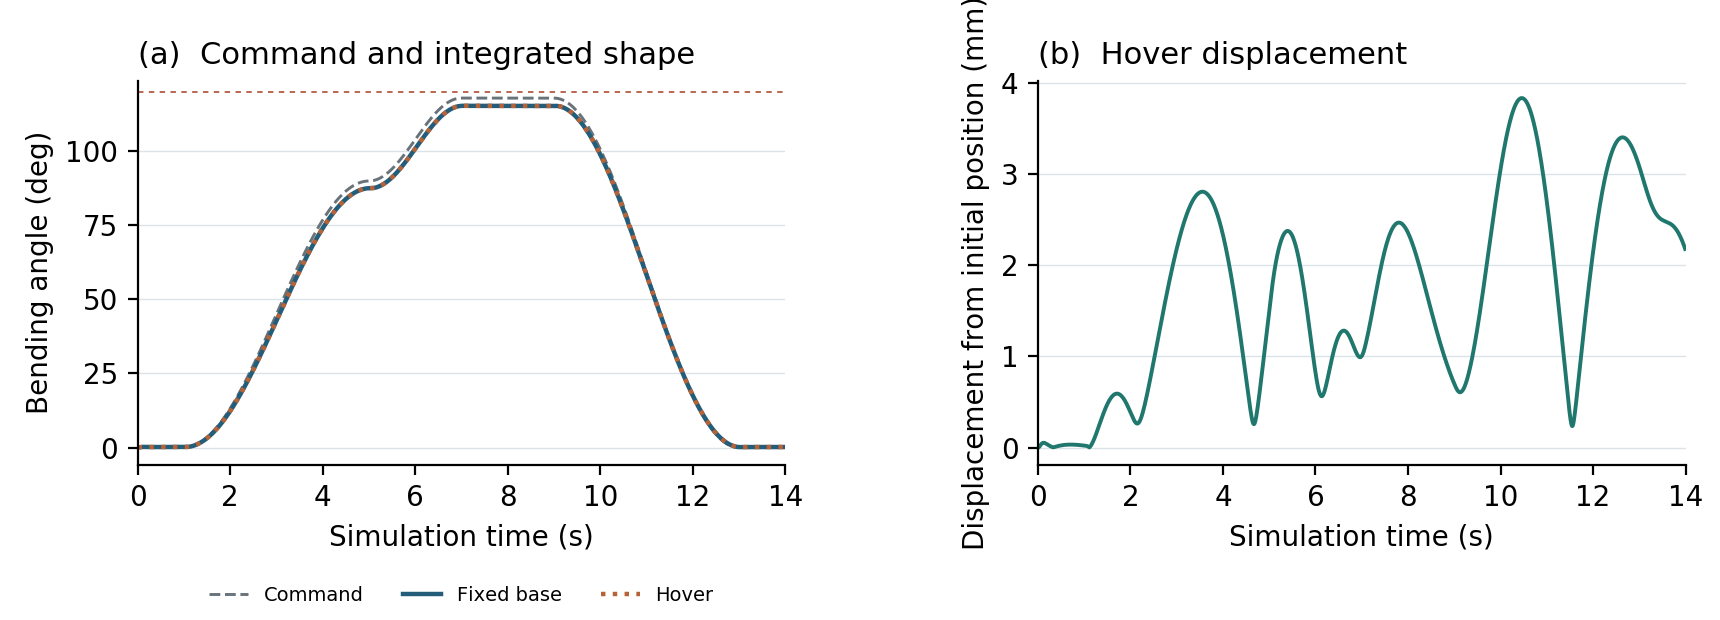 (a)  Command and integrated shape
Bending angle (deg)
100
75
50
25
0
0 2 4 6 8 10 12 14
Simulation time (s)
Command Fixed base Hover
(b)  Hover displacement
Displacement from initial position (mm)
4
3
2
1
0
0 2 4 6 8 10 12 14
Simulation time (s)